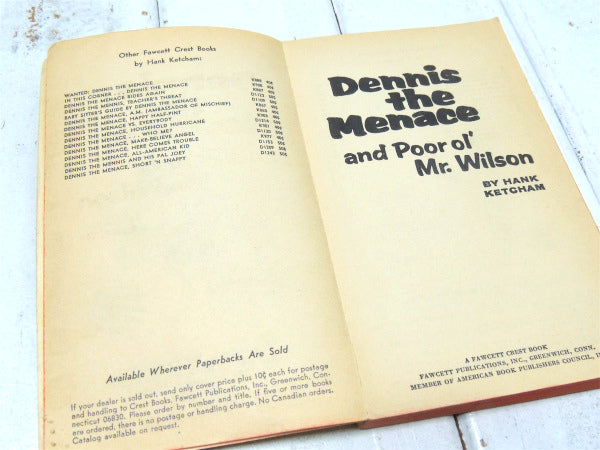 Other Fawcett Crest Books
by Hank Ketcham:
WANTED: DENNIS THE MENACE
IN THIS CORNER . . . DENNIS THE MENACE
DENNIS THE MENACE RIDES AGAIN
DENNIS THE MENNIS, TEACHER'S THREAT
BABY SITTER'S GUIDE BY DENNIS THE MENACE
DENNIS THE MENACE, A.M. (AMBASSADOR OF MISCHIEF)
DENNIS THE MENACE, HAPPY HALF-PINT
DENNIS THE MENACE VS. EVERYBODY
DENNIS THE MENACE, HOUSEHOLD HURRICANE
DENNIS THE MENACE . . . WHO ME?
DENNIS THE MENACE, MAKE-BELIEVE ANGEL
DENNIS THE MENACE, HERE COMES TROUBLE
DENNIS THE MENACE, ALL-AMERICAN KID
DENNIS THE MENACE AND HIS PAL JOEY
DENNIS THE MENACE, SHORT 'N SNAPPY
Available Wherever Paperbacks Are Sold
If your dealer is sold out, send only cover price plus 10¢ each for postage
and handling to Crest Books, Fawcett Publications, Inc., Greenwich, Con-
necticut 06830. Please order by number and title. If five or more books
are ordered, there is no postage or handling charge. No Canadian orders.
Catalog available on request.
Dennis
the
Menace
and Poor ol'
Mr. Wilson
BY HANK
KETCHAM
A FAWCETT CREST BOOK
FAWCETT PUBLICATIONS, INC., GREENWICH, CONN.
MEMBER OF AMERICAN BOOK PUBLISHERS COUNCIL,